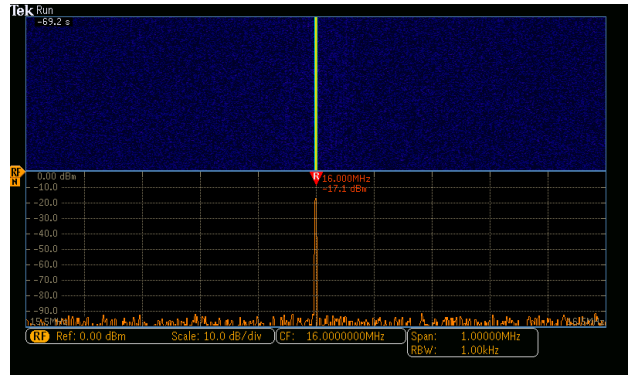 Tek Run
-69.2 s
RF
0.00 dBm
R 16.000MHz
-17.1 dBm
-10.0
-20.0
-30.0
-40.0
-50.0
-60.0
-70.0
-80.0
-90.0
15.5MHz
RF Ref: 0.00 dBm Scale: 10.0 dB/div CF: 16.0000000MHz Span: 1.00000MHz
RBW: 1.00kHz